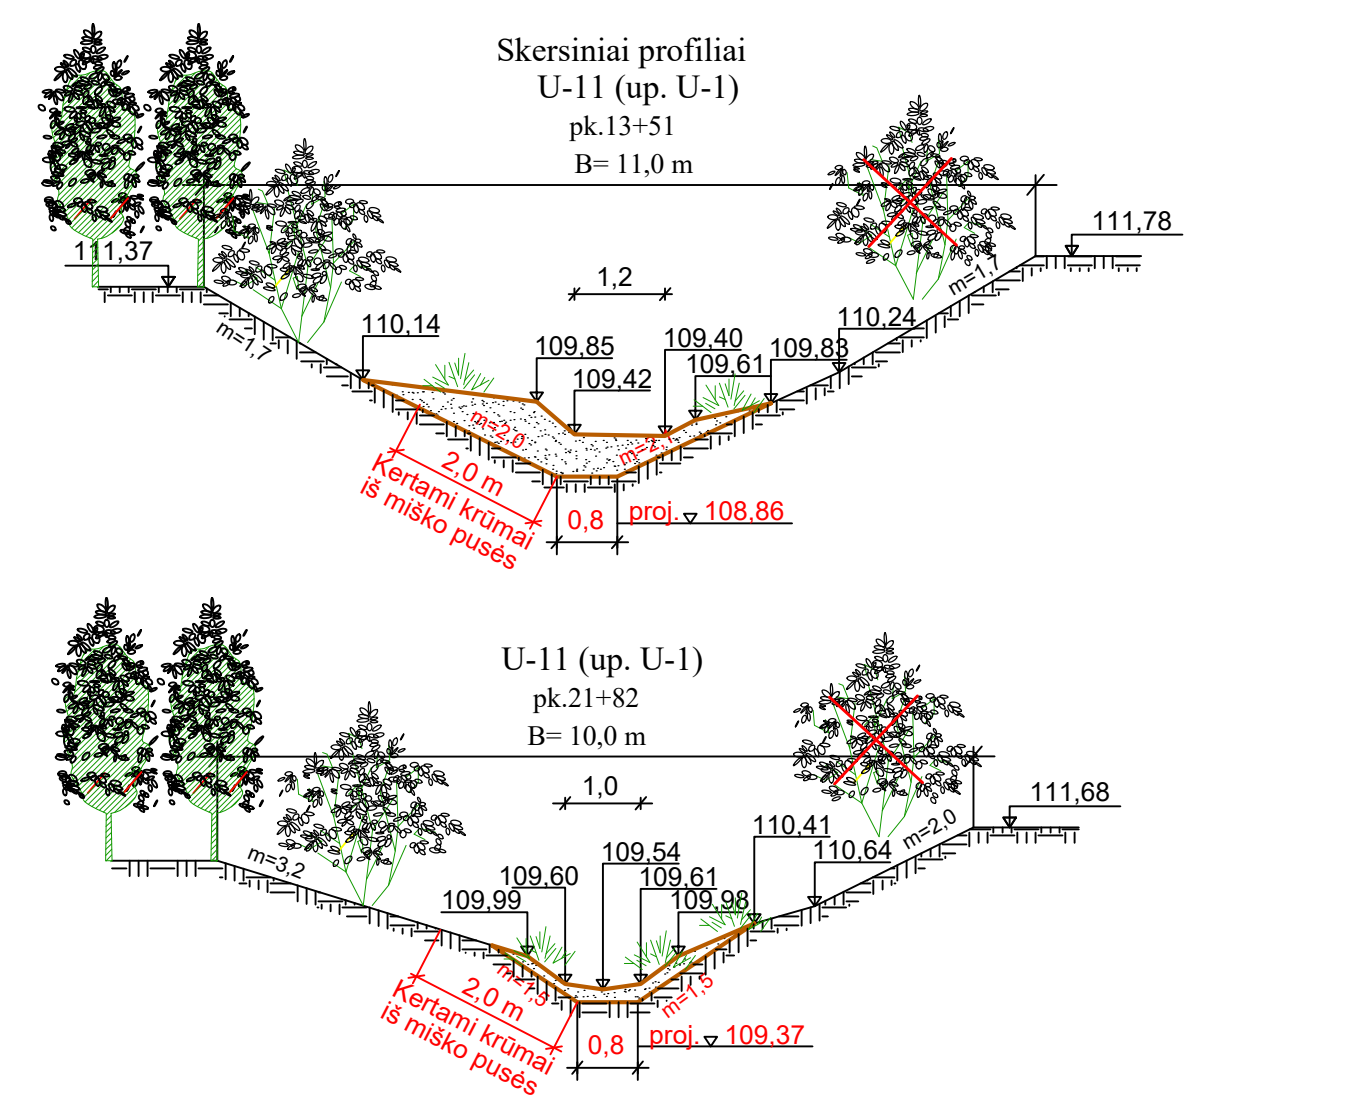 Skersiniai profiliai
U-11 (up. U-1)
pk.13+51
B= 11,0 m
111,37
111,78
m=1,7
m=1,7
1,2
110,14
109,85
109,42
109,40
109,61
109,83
110,24
m=2,0
2,0 m
Kertami krūmai
iš miško pusės
0,8
proj. 108,86
U-11 (up. U-1)
pk.21+82
B= 10,0 m
1,0
111,68
m=3,2
m=2,0
109,99
109,60
109,54
109,61
109,98
110,41
110,64
m=1,5
m=1,5
2,0 m
Kertami krūmai
iš miško pusės
0,8
proj. 109,37